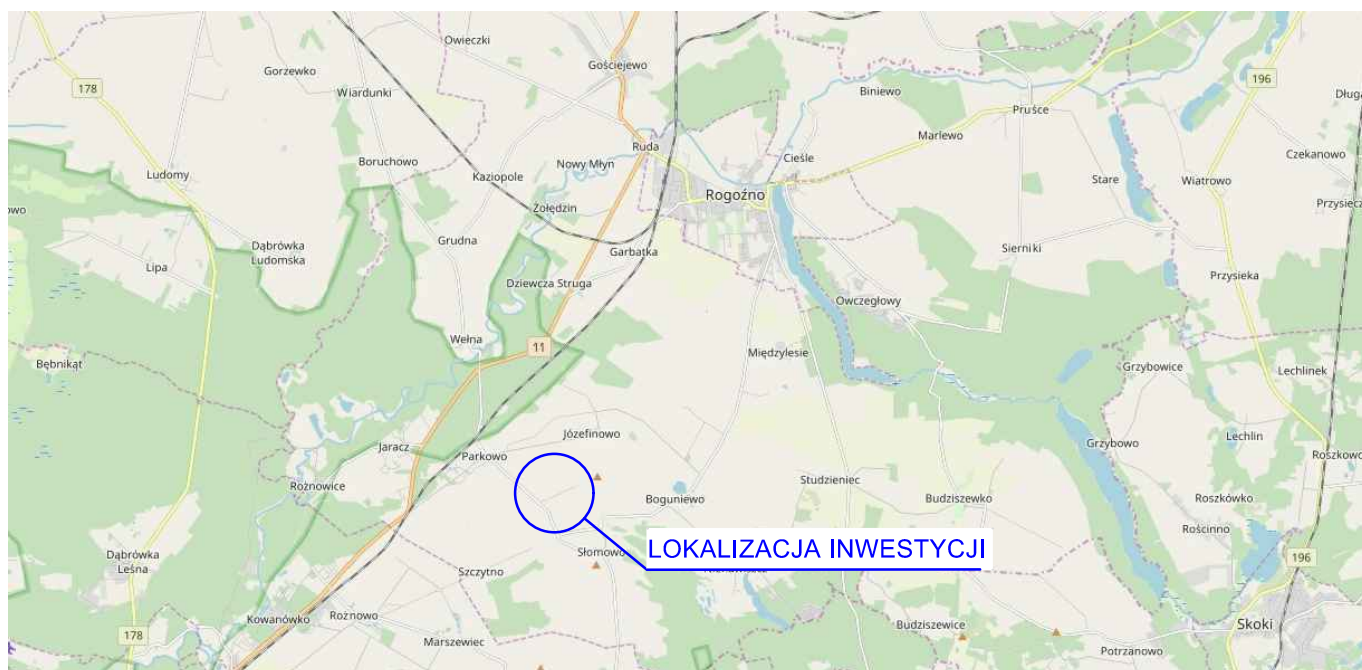 Owieczki
Gościejewo
Gorzewko
196
178
Wiardunki
Biniewo
Długa
Pruśce
Marlewo
Ruda
Boruchowo
Nowy Młyn
Cieśle
Czekanowo
Ludomy
Kaziopole
Stare
Wiatrowo
Rogoźno
Przysiecz
owo
Żołędzin
Dąbrówka
Ludomska
Grudna
Garbatka
Sierniki
Lipa
Przysieka
Dziewcza Struga
Owczegłowy
Wełna
11
Międzylesie
Bębnikąt
Grzybowice
Lechlinek
Józefinowo
Jaracz
Grzybowo
Lechlin
Parkowo
Roszkowo
Studzieniec
Rożnowice
Boguniewo
Budziszewko
Roszkówko
Rościnno
LOKALIZACJA INWESTYCJI
Słomowo
Dąbrówka
Leśna
196
Szczytno
Rożnowo
Kowanówko
Budziszewice
Skoki
178
Marszewiec
Potrzanowo